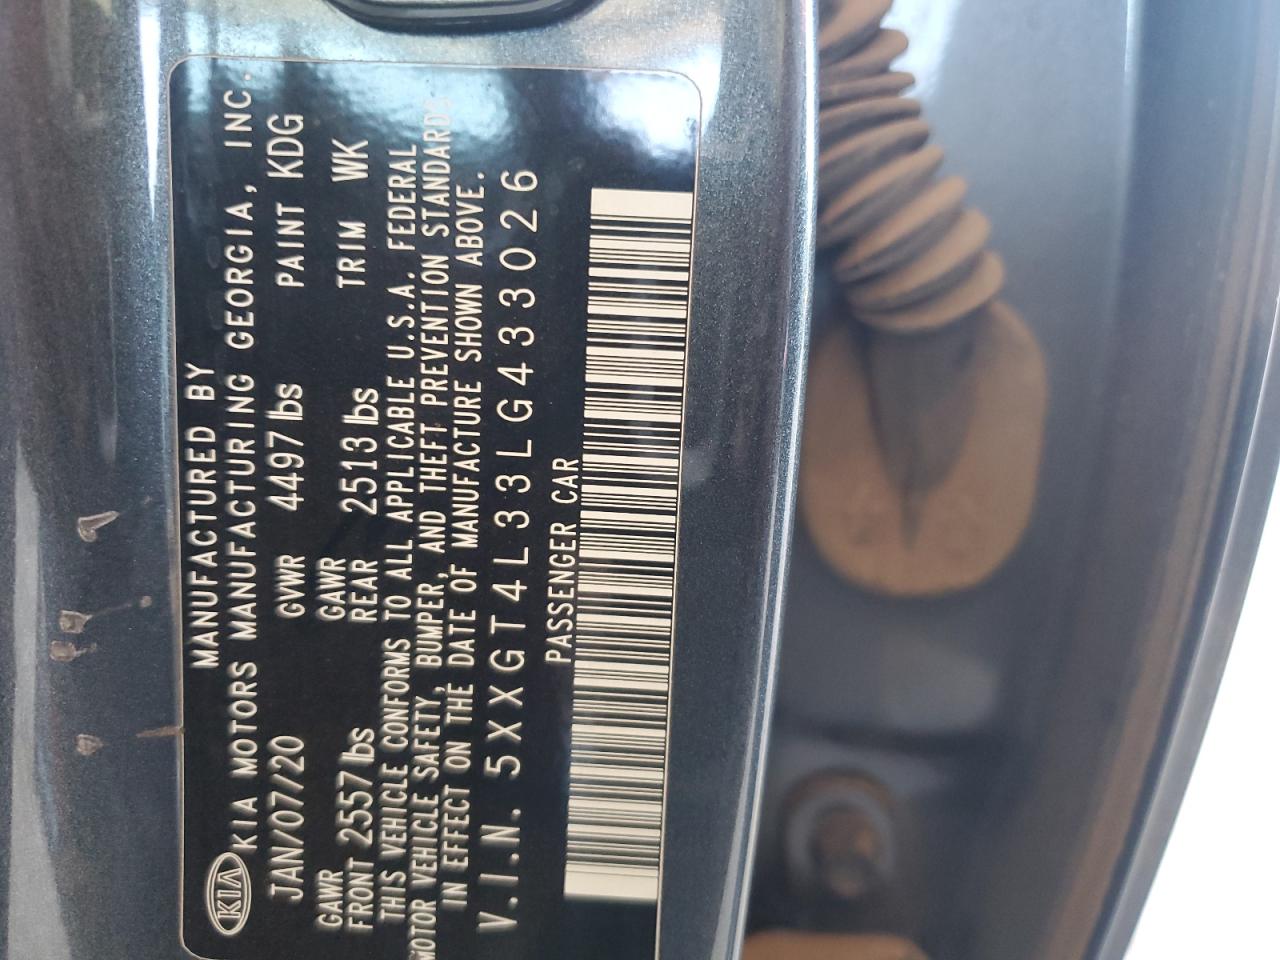 MANUFACTURED BY
KIA KIA MOTORS MANUFACTURING GEORGIA, INC.
JAN/07/20 GVWR 4497 lbs PAINT KDG
GAWR FRONT 2557 lbs GAWR REAR 2513 lbs TRIM WK
THIS VEHICLE CONFORMS TO ALL APPLICABLE U.S.A. FEDERAL
MOTOR VEHICLE SAFETY, BUMPER, AND THEFT PREVENTION STANDARDS
IN EFFECT ON THE DATE OF MANUFACTURE SHOWN ABOVE.
V.I.N. 5XXGT4L33LG433026
PASSENGER CAR